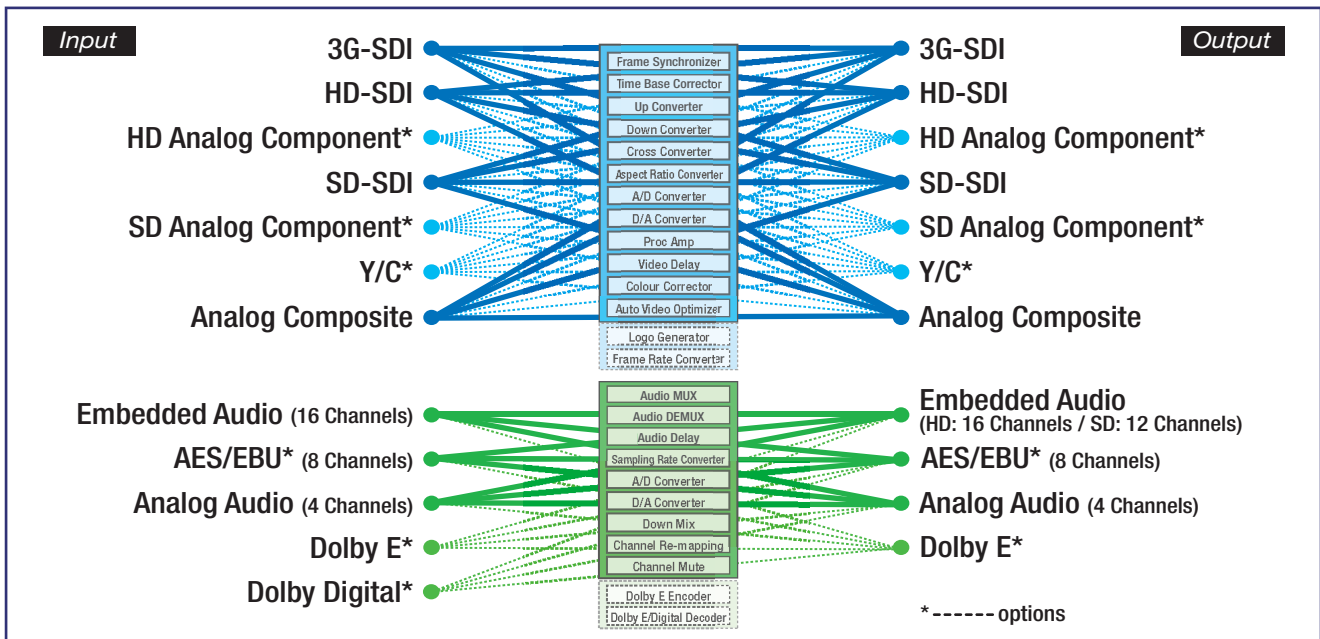 Input
Output
3G-SDI
HD-SDI
HD Analog Component*
SD-SDI
SD Analog Component*
Y/C*
Analog Composite
Frame Synchronizer
Time Base Corrector
Up Converter
Down Converter
Cross Converter
Aspect Ratio Converter
A/D Converter
D/A Converter
Proc Amp
Video Delay
Colour Corrector
Auto Video Optimizer
Logo Generator
Frame Rate Converter
3G-SDI
HD-SDI
HD Analog Component*
SD-SDI
SD Analog Component*
Y/C*
Analog Composite
Embedded Audio (16 Channels)
AES/EBU* (8 Channels)
Analog Audio (4 Channels)
Dolby E*
Dolby Digital*
Audio MUX
Audio DEMUX
Audio Delay
Sampling Rate Converter
A/D Converter
D/A Converter
Down Mix
Channel Re-mapping
Channel Mute
Dolby E Encoder
Dolby E/Digital Decoder
Embedded Audio
(HD: 16 Channels / SD: 12 Channels)
AES/EBU* (8 Channels)
Analog Audio (4 Channels)
Dolby E*
*------ options